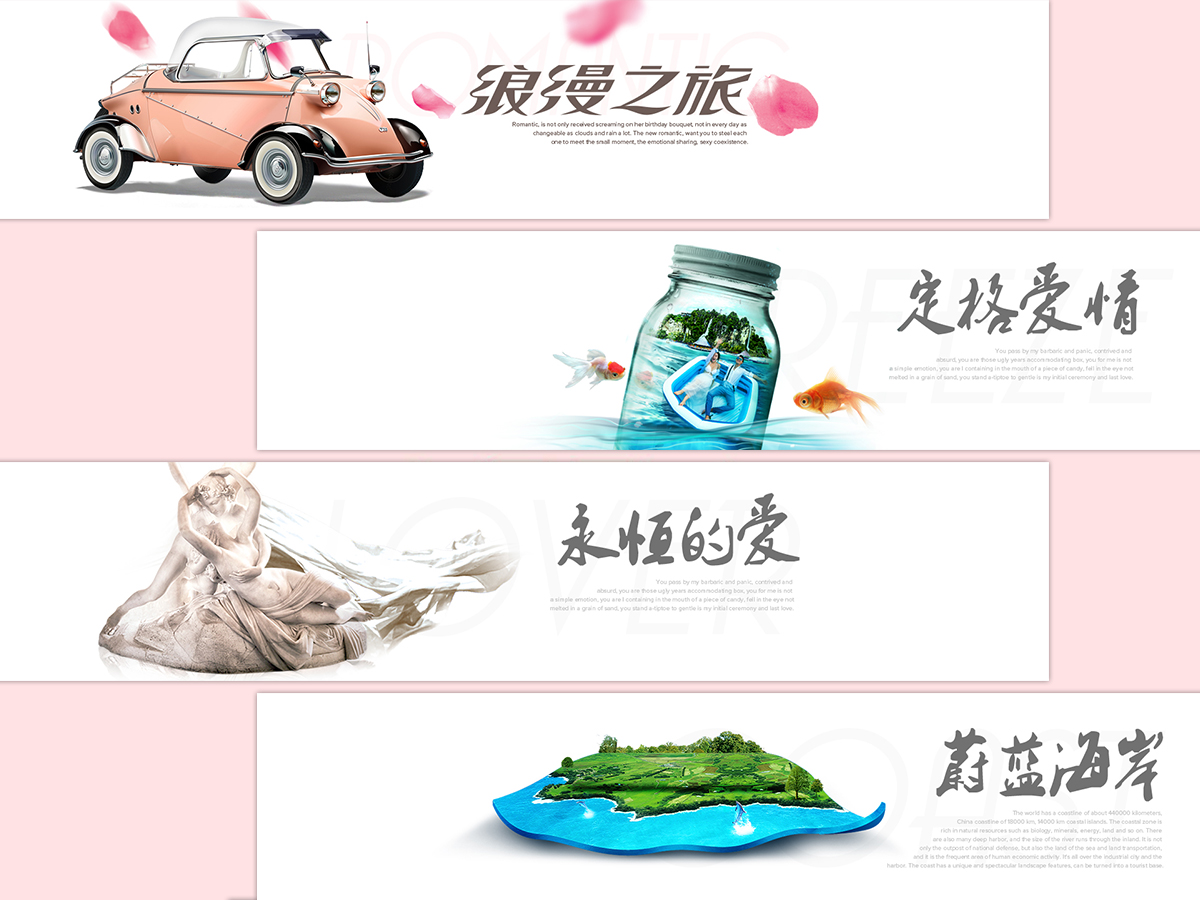 ROMANTIC
浪漫之旅
Romantic, is not only received screaming on her birthday bouquet, not in every day as
changeable as clouds and rain a lot. The new romantic, want you to steal each
one to meet the small moment, the emotional sharing, sexy coexistence.
FREEZE
定格爱情
You pass by my barbaric and panic, contrived and
absurd, you are those ugly years accommodating box, you for me is not
a simple emotion, you are I containing in the mouth of a piece of candy, fell in the eye not
melted in a grain of sand, you stand a-tiptoe to gentle is my initial ceremony and last love.
LOVER
永恒的爱
You pass by my barbaric and panic, contrived and
absurd, you are those ugly years accommodating box, you for me is not
a simple emotion, you are I containing in the mouth of a piece of candy, fell in the eye not
melted in a grain of sand, you stand a-tiptoe to gentle is my initial ceremony and last love.
蔚蓝海岸
The world has a coastline of about 440000 kilometers,
China coastline of 18000 km, 14000 km coastal islands. The coastal zone is
rich in natural resources such as biology, minerals, energy, land and so on. There
are also many deep harbor, and the size of the river runs through the inland. It is not
only the outpost of national defense, but also the land of the sea and land transportation,
and it is the frequent area of human economic activity. It's all over the industrial city and the
harbor. The coast has a unique and spectacular landscape features, can be turned into a tourist base.